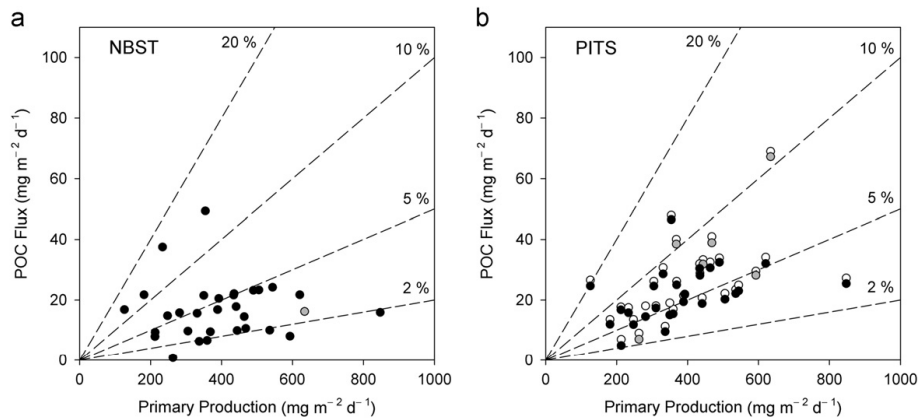 a
NBST
20 %
10 %
5 %
2 %
POC Flux (mg m⁻² d⁻¹)
100
80
60
40
20
0
0 200 400 600 800 1000
Primary Production (mg m⁻² d⁻¹)
b
PITS
20 %
10 %
5 %
2 %
POC Flux (mg m⁻² d⁻¹)
100
80
60
40
20
0
0 200 400 600 800 1000
Primary Production (mg m⁻² d⁻¹)